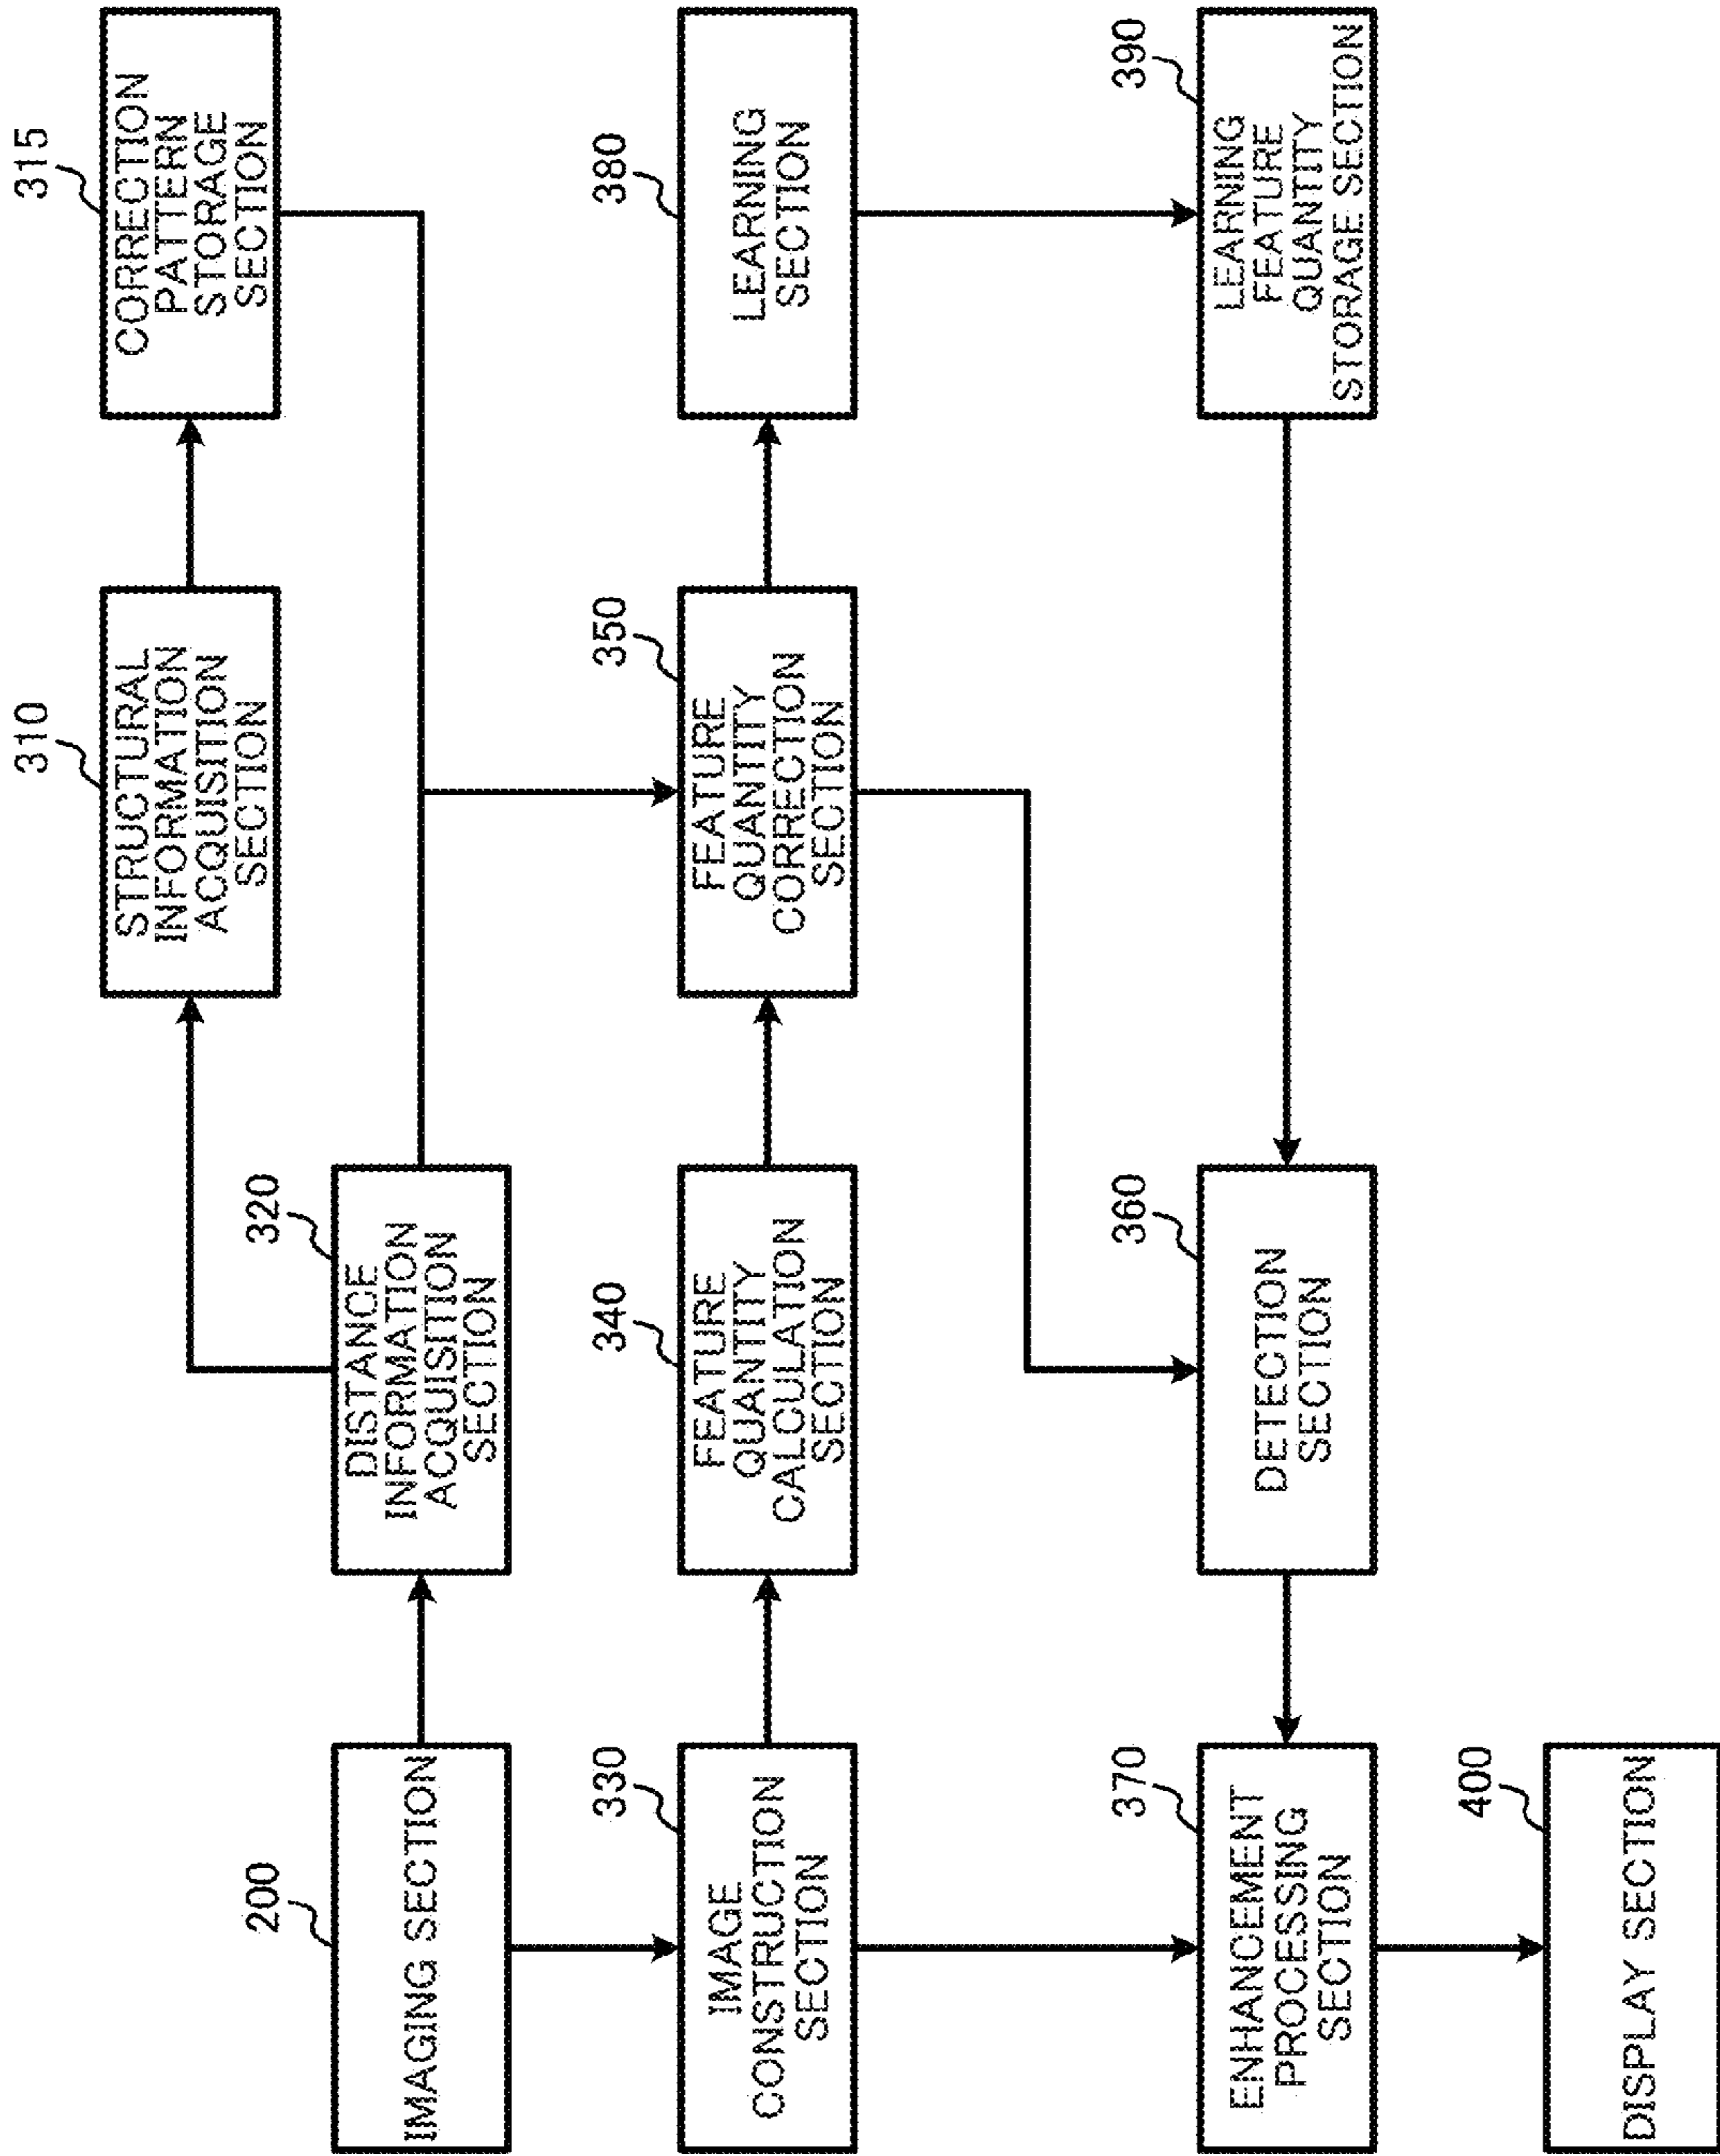 310
STRUCTURAL
INFORMATION
ACQUISITION
SECTION
315
CORRECTION
PATTERN
STORAGE
SECTION
200
IMAGING SECTION
320
DISTANCE
INFORMATION
ACQUISITION
SECTION
330
IMAGE
CONSTRUCTION
SECTION
340
FEATURE
QUANTITY
CALCULATION
SECTION
350
FEATURE
QUANTITY
CORRECTION
SECTION
380
LEARNING
SECTION
370
ENHANCEMENT
PROCESSING
SECTION
360
DETECTION
SECTION
390
LEARNING
FEATURE
QUANTITY
STORAGE SECTION
400
DISPLAY SECTION